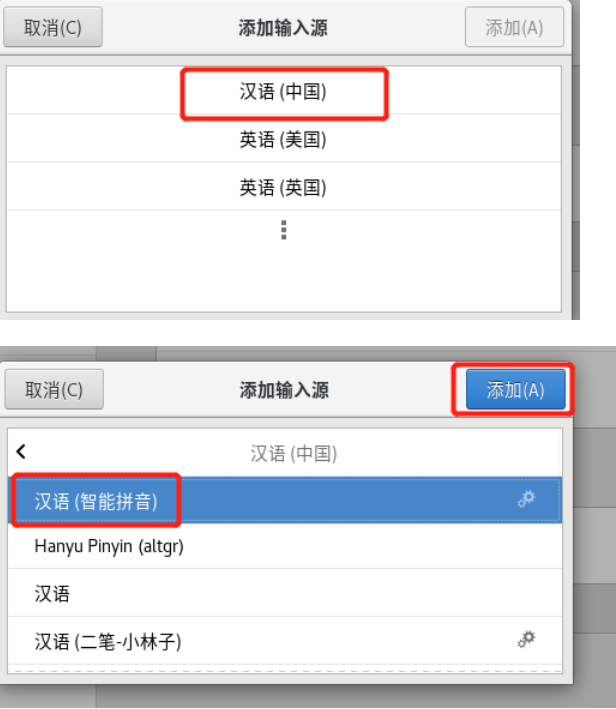 取消(C) 添加输入源 添加(A)
汉语 (中国)
英语 (美国)
英语 (英国)
取消(C) 添加输入源 添加(A)
汉语 (中国)
汉语 (智能拼音)
Hanyu Pinyin (altgr)
汉语
汉语 (二笔-小林子)